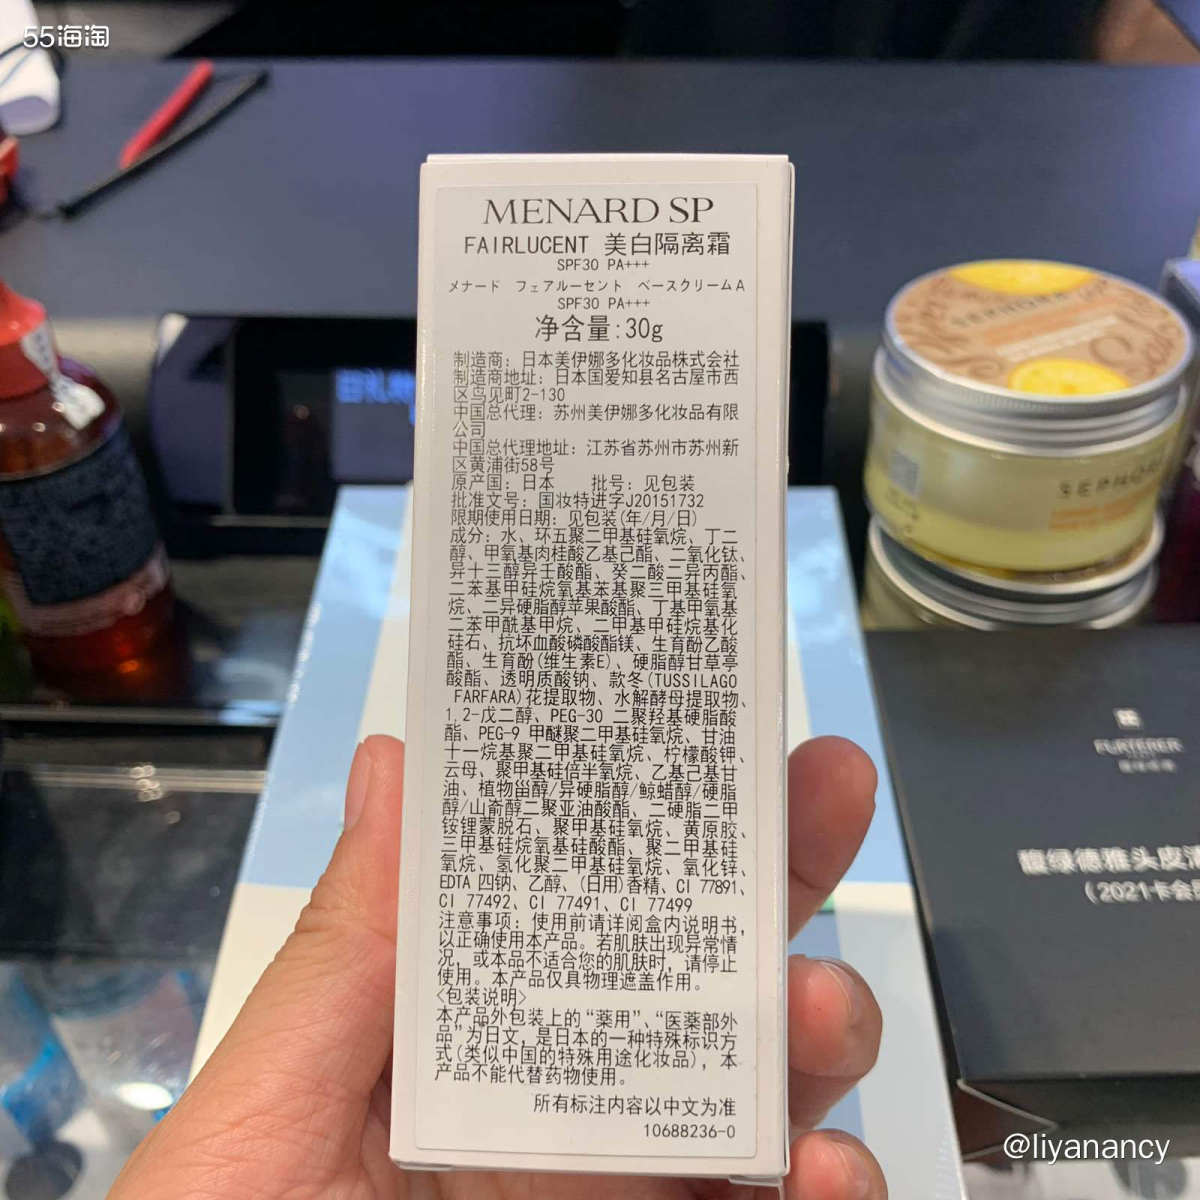 55海淘
MENARD SP
FAIRLUCENT 美白隔离霜
SPF30 PA+++
メナード フェアルーセント ベースクリームA
SPF30 PA+++
净含量:30g
制造商: 日本美伊娜多化妆品株式会社
制造商地址: 日本国爱知县名古屋市西
区鸟见町2-130
中国总代理: 苏州美伊娜多化妆品有限
公司
中国总代理地址: 江苏省苏州市苏州新
区黄浦街58号
原产国: 日本 批号: 见包装
批准文号: 国妆特进字J20151732
限期使用日期: 见包装(年/月/日)
成分: 水、环五聚二甲基硅氧烷、丁二
醇、甲氧基肉桂酸乙基己酯、二氧化钛、
异十三醇异壬酸酯、癸二酸二异丙酯、
二苯基甲硅烷氧基苯基聚三甲基硅氧
烷、二异硬脂醇苹果酸酯、丁基甲氧基
二苯甲酰基甲烷、二甲基甲硅烷基化
硅石、抗坏血酸磷酸酯镁、生育酚乙酸
酯、生育酚(维生素E)、硬脂醇甘草亭
酸酯、透明质酸钠、款冬(TUSSILAGO
FARFARA)花提取物、水解酵母提取物、
1,2-戊二醇、PEG-30 二聚羟基硬脂酸
酯、PEG-9 甲醚聚二甲基硅氧烷、甘油
十一烷基聚二甲基硅氧烷、柠檬酸钾、
云母、聚甲基硅倍半氧烷、乙基己基甘
油、植物甾醇/异硬脂醇/鲸蜡醇/硬脂
醇/山嵛醇二聚亚油酸酯、二硬脂二甲
铵锂蒙脱石、聚甲基硅氧烷、黄原胶、
三甲基硅烷氧基硅酸酯、聚二甲基硅
氧烷、氢化聚二甲基硅氧烷、氧化锌、
EDTA 四钠、乙醇、(日用)香精、CI 77891、
CI 77492、CI 77491、CI 77499
注意事项: 使用前请详阅盒内说明书,
以正确使用本产品。若肌肤出现异常情
况, 或本品不适合您的肌肤时, 请停止
使用。本产品仅具物理遮盖作用。
<包装说明>
本产品外包装上的“薬用”、“医薬部外
品”为日文, 是日本的一种特殊标识方
式(类似中国的特殊用途化妆品), 本
产品不能代替药物使用。
所有标注内容以中文为准
10688236-0
SEPHORA
FURTERER
馥绿德雅头皮清
(2021卡会员
@liyanancy